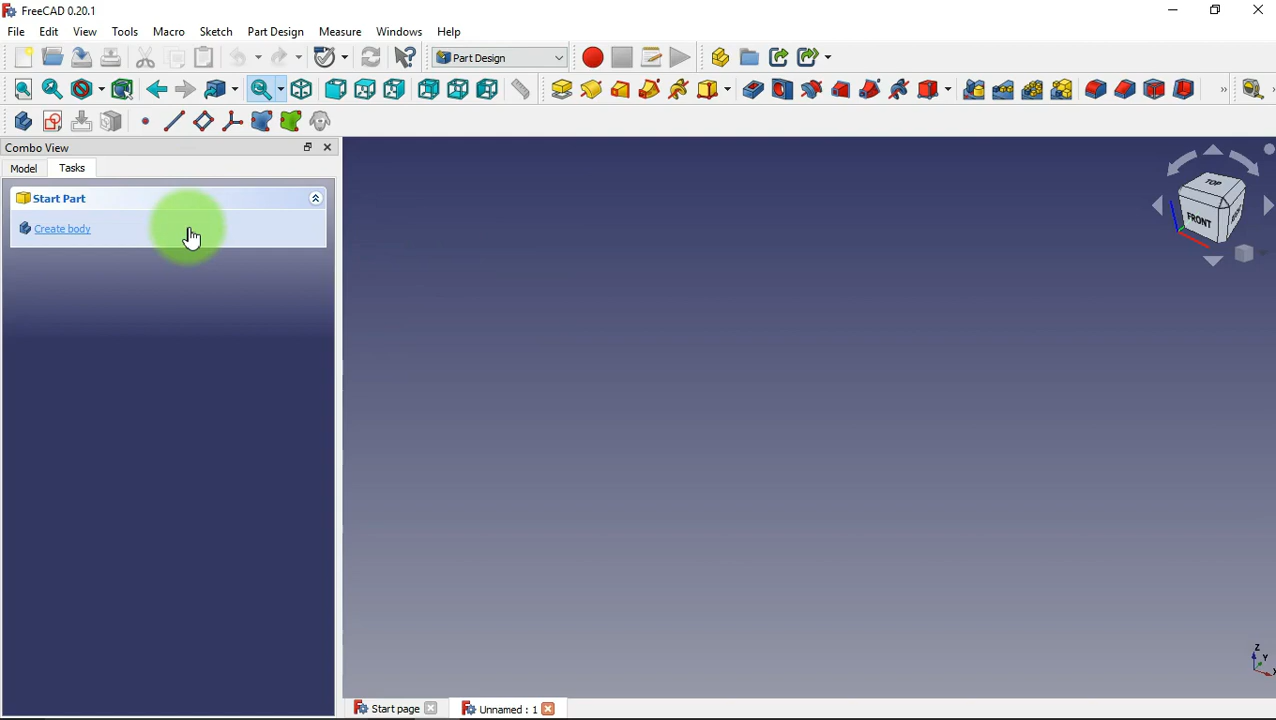 FreeCAD 0.20.1
File Edit View Tools Macro Sketch Part Design Measure Windows Help
Part Design
Combo View
Model Tasks
Start Part
Create body
TOP
FRONT
Z
Y
X
Start page Unnamed : 1